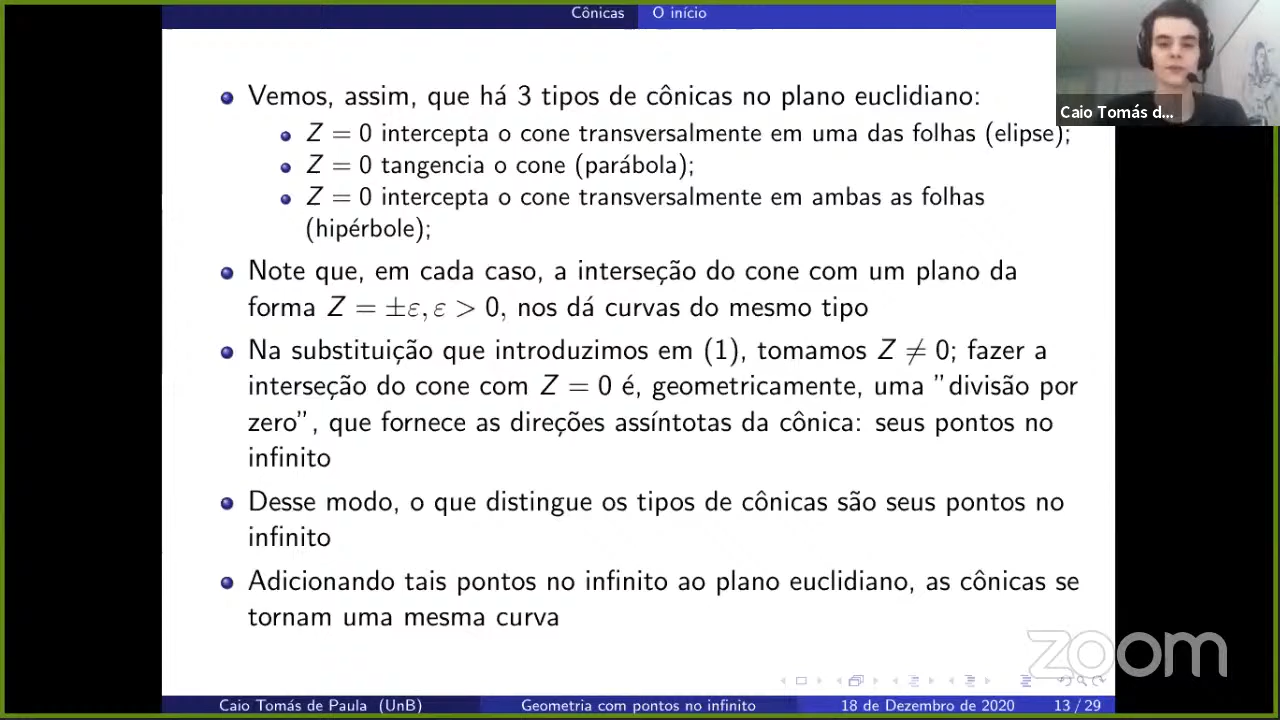 Cônicas O início
Caio Tomás d...
Vemos, assim, que há 3 tipos de cônicas no plano euclidiano:
Z = 0 intercepta o cone transversalmente em uma das folhas (elipse);
Z = 0 tangencia o cone (parábola);
Z = 0 intercepta o cone transversalmente em ambas as folhas
(hipérbole);
Note que, em cada caso, a interseção do cone com um plano da
forma Z = ±ε, ε > 0, nos dá curvas do mesmo tipo
Na substituição que introduzimos em (1), tomamos Z ≠ 0; fazer a
interseção do cone com Z = 0 é, geometricamente, uma ”divisão por
zero”, que fornece as direções assíntotas da cônica: seus pontos no
infinito
Desse modo, o que distingue os tipos de cônicas são seus pontos no
infinito
Adicionando tais pontos no infinito ao plano euclidiano, as cônicas se
tornam uma mesma curva
zoom
Caio Tomás de Paula (UnB) Geometria com pontos no infinito 18 de Dezembro de 2020 13 / 29